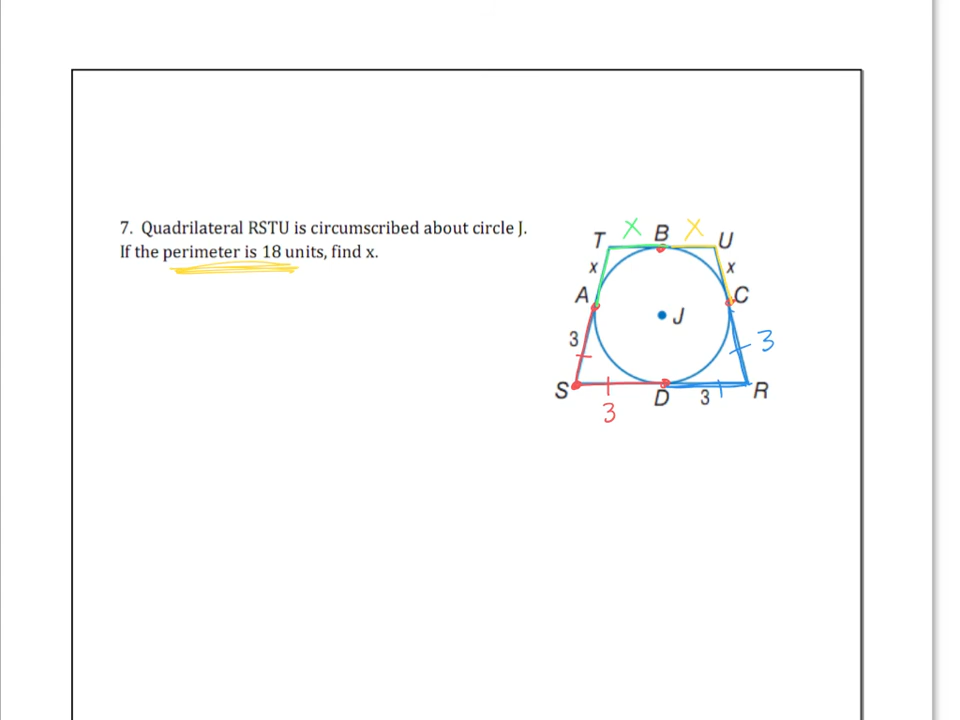 7. Quadrilateral RSTU is circumscribed about circle J.
If the perimeter is 18 units, find x.
T X B X U
x x
A C
J
3 3
S D 3 R
3